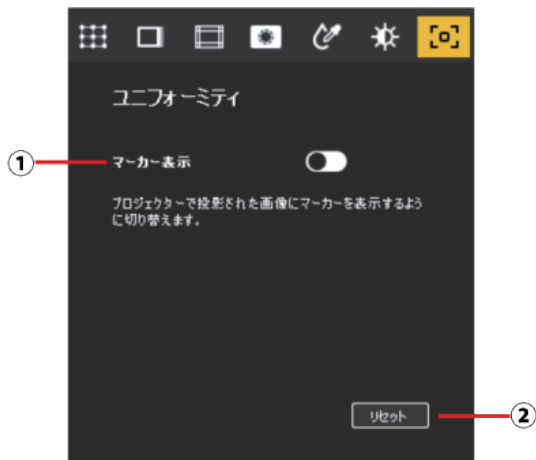 ユニフォーミティ
① マーカー表示
プロジェクターで投影された画像にマーカーを表示するよう
に切り替えます。
リセット ②